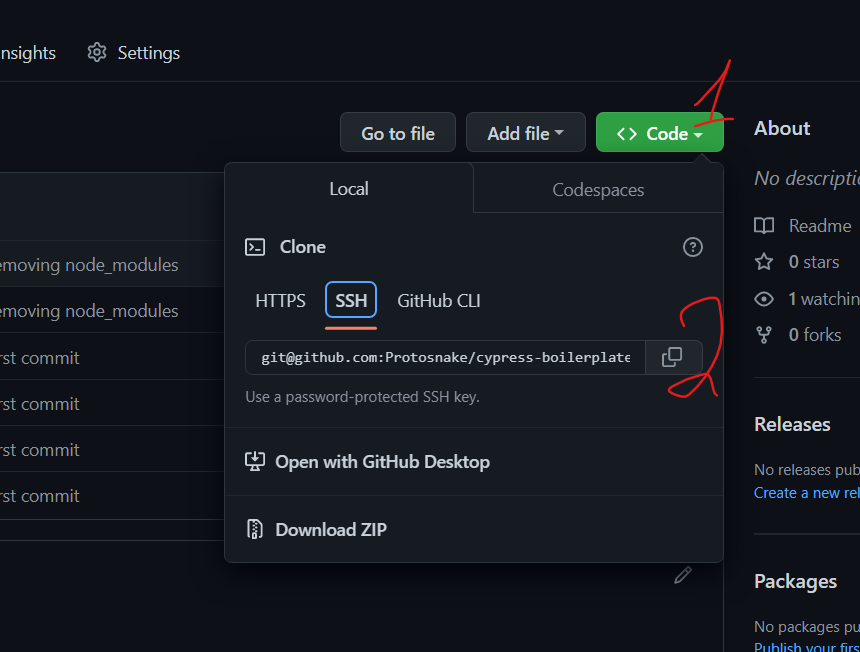 nsights Settings
1
Go to file Add file Code About
Local Codespaces No descriptio
Clone Readme
emoving node_modules 0 stars
HTTPS SSH GitHub CLI 1 watchin
emoving node_modules 0 forks
2
rst commit git@github.com:Protosnake/cypress-boilerplate
Use a password-protected SSH key.
rst commit Releases
rst commit Open with GitHub Desktop No releases pub
Create a new rel
rst commit
Download ZIP
Packages
No packages pu
Publish your firs